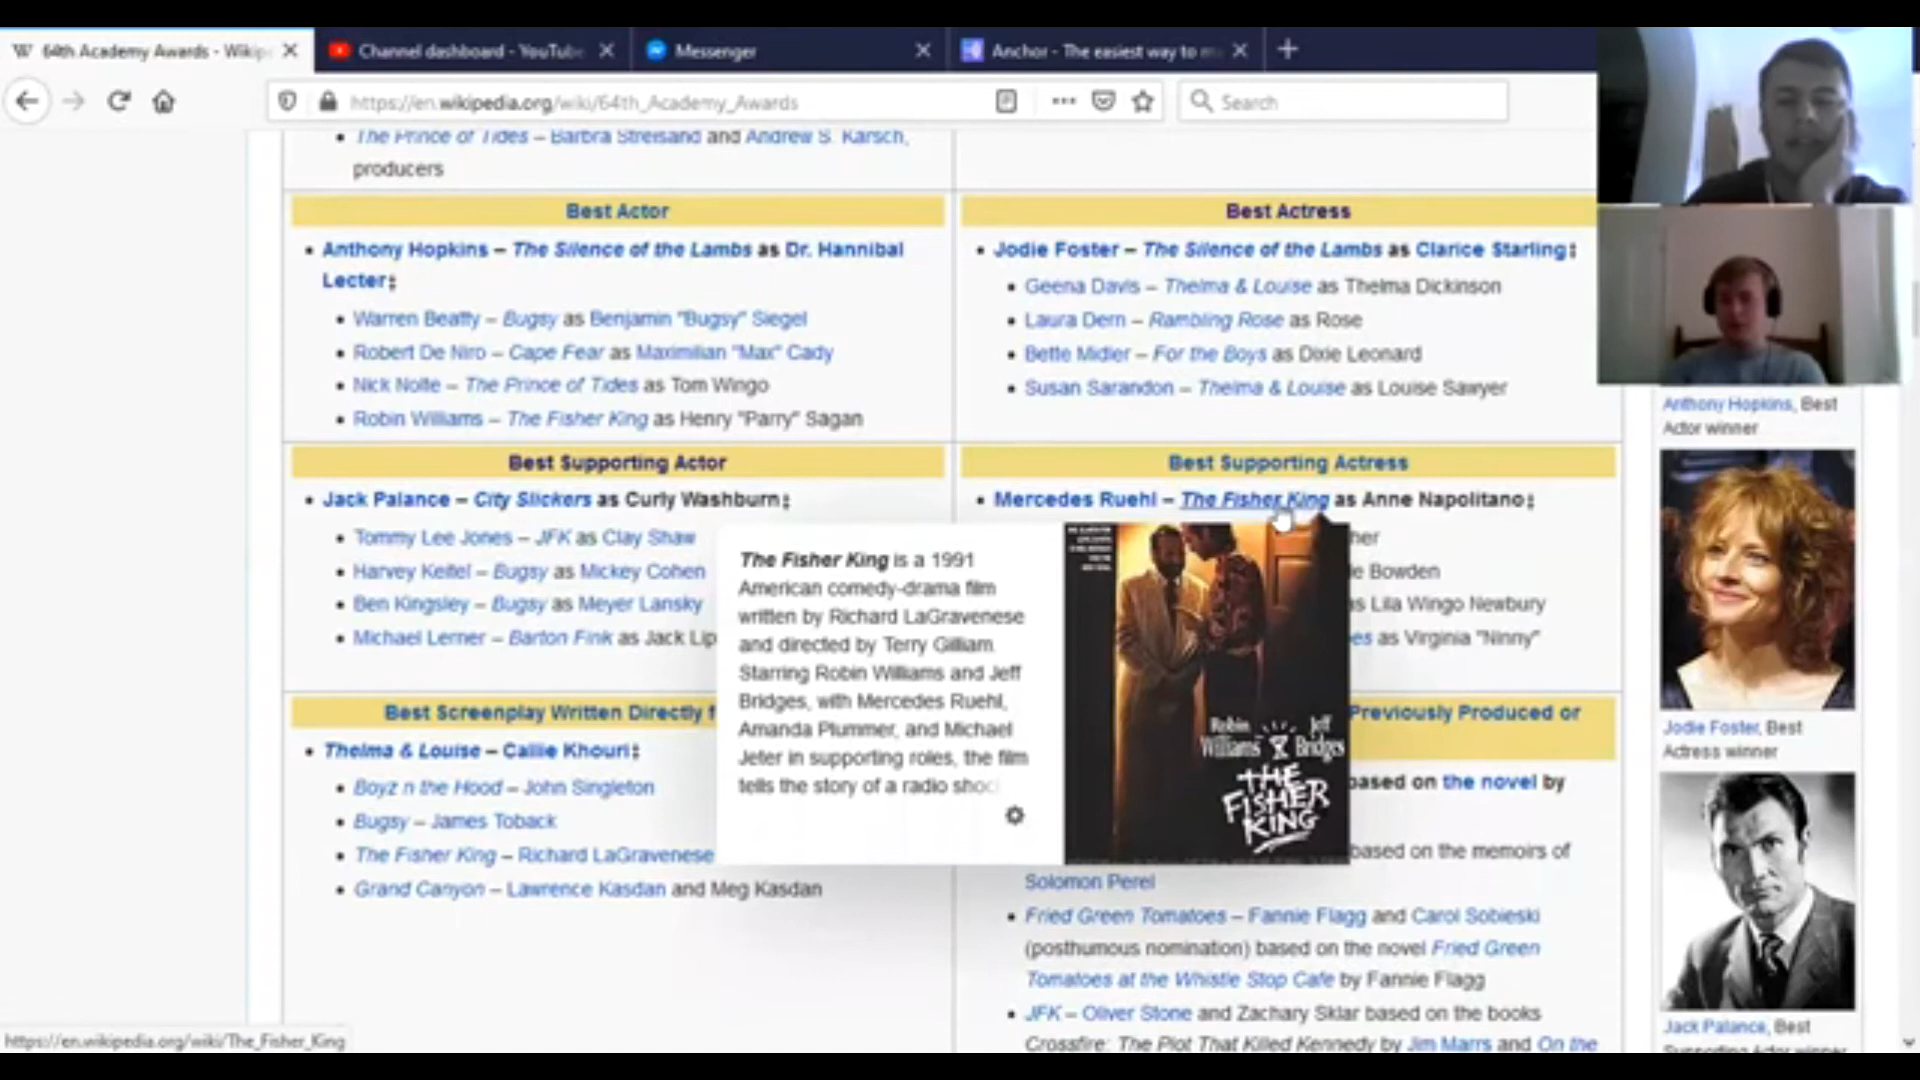 64th Academy Awards - Wikip
Channel dashboard - YouTube
Messenger
Anchor - The easiest way to m
https://en.wikipedia.org/wiki/64th_Academy_Awards
Search
• The Prince of Tides – Barbra Streisand and Andrew S. Karsch,
producers
Best Actor
• Anthony Hopkins – The Silence of the Lambs as Dr. Hannibal
Lecter‡
• Warren Beatty – Bugsy as Benjamin "Bugsy" Siegel
• Robert De Niro – Cape Fear as Maximilian "Max" Cady
• Nick Nolte – The Prince of Tides as Tom Wingo
• Robin Williams – The Fisher King as Henry "Parry" Sagan
Best Actress
• Jodie Foster – The Silence of the Lambs as Clarice Starling‡
• Geena Davis – Thelma & Louise as Thelma Dickinson
• Laura Dern – Rambling Rose as Rose
• Bette Midler – For the Boys as Dixie Leonard
• Susan Sarandon – Thelma & Louise as Louise Sawyer
Best Supporting Actor
• Jack Palance – City Slickers as Curly Washburn‡
• Tommy Lee Jones – JFK as Clay Shaw
• Harvey Keitel – Bugsy as Mickey Cohen
• Ben Kingsley – Bugsy as Meyer Lansky
• Michael Lerner – Barton Fink as Jack Lip
Best Supporting Actress
• Mercedes Ruehl – The Fisher King as Anne Napolitano‡
her
le Bowden
as Lila Wingo Newbury
es as Virginia "Ninny"
The Fisher King is a 1991
American comedy-drama film
written by Richard LaGravenese
and directed by Terry Gilliam.
Starring Robin Williams and Jeff
Bridges, with Mercedes Ruehl,
Amanda Plummer, and Michael
Jeter in supporting roles, the film
tells the story of a radio shoc
Robin Williams
Jeff Bridges
THE
FISHER
KING
Best Screenplay Written Directly f
• Thelma & Louise – Callie Khouri‡
• Boyz n the Hood – John Singleton
• Bugsy – James Toback
• The Fisher King – Richard LaGravenese
• Grand Canyon – Lawrence Kasdan and Meg Kasdan
Previously Produced or
based on the novel by
based on the memoirs of
Solomon Perel
• Fried Green Tomatoes – Fannie Flagg and Carol Sobieski
(posthumous nomination) based on the novel Fried Green
Tomatoes at the Whistle Stop Cafe by Fannie Flagg
• JFK – Oliver Stone and Zachary Sklar based on the books
Crossfire: The Plot That Killed Kennedy by Jim Marrs and On the
Anthony Hopkins, Best
Actor winner
Jodie Foster, Best
Actress winner
Jack Palance, Best
Supporting Actor winner
https://en.wikipedia.org/wiki/The_Fisher_King